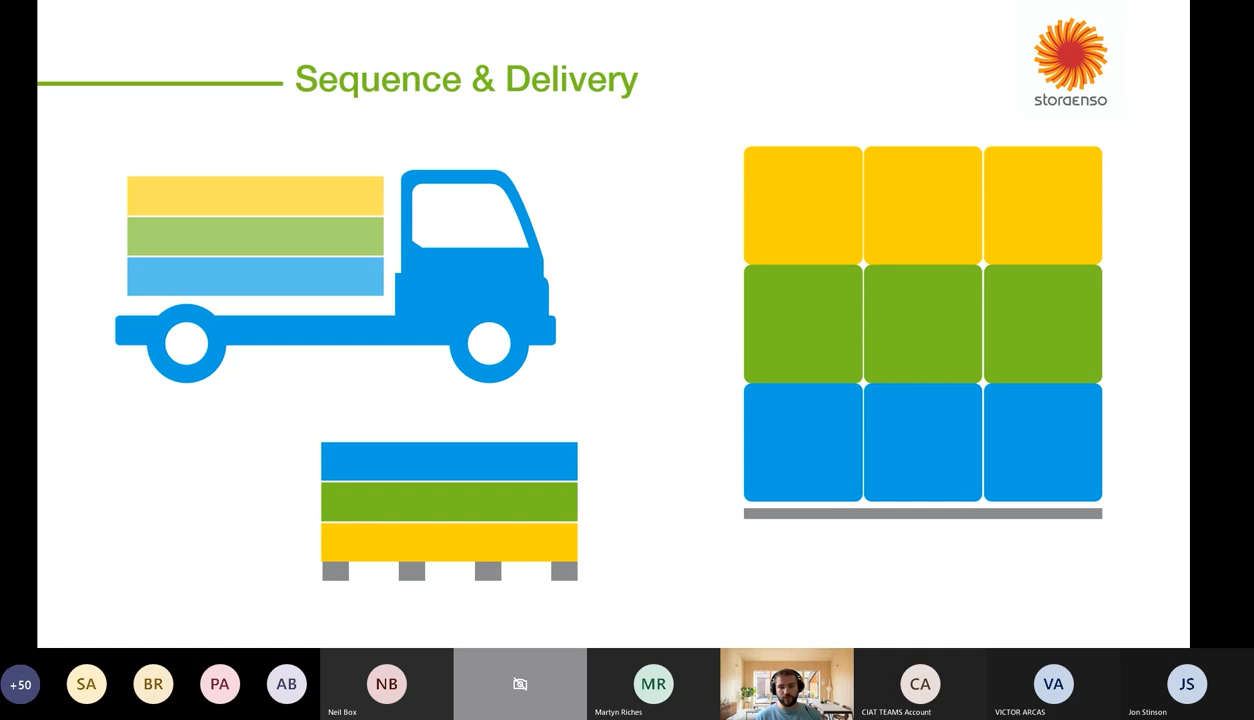 Sequence & Delivery
storaenso
+50
SA
BR
PA
AB
NB
MR
CA
VA
JS
Neil Box
Martyn Riches
CIAT TEAMS Account
VICTOR ARCAS
Jon Stinson